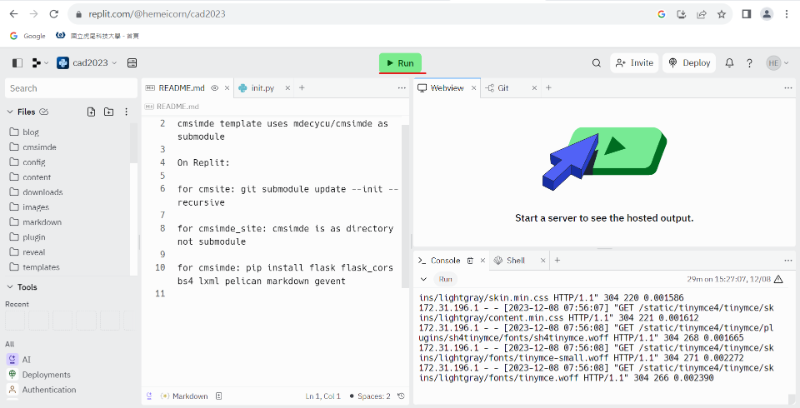 replit.com/@hemeicorn/cad2023
Google 國立虎尾科技大學 - 首頁
cad2023 Run Invite Deploy HE
Search
README.md init.py
Webview Git
Files
README.md
blog
cmsimde
config
content
downloads
images
markdown
plugin
reveal
templates
Tools
Recent
All
AI
Deployments
Authentication
2 cmsimde template uses mdecycu/cmsimde as
submodule
3
4 On Replit:
5
6 for cmsite: git submodule update --init --
recursive
7
8 for cmsimde_site: cmsimde is as directory
not submodule
9
10 for cmsimde: pip install flask flask_cors
bs4 lxml pelican markdown gevent
11
Markdown Ln 1, Col 1 Spaces: 2
Start a server to see the hosted output.
Console Shell
Run 29m on 15:27:07, 12/08
ins/lightgray/skin.min.css HTTP/1.1" 304 220 0.001586
172.31.196.1 - - [2023-12-08 07:56:07] "GET /static/tinymce4/tinymce/sk
ins/lightgray/content.min.css HTTP/1.1" 304 221 0.001612
172.31.196.1 - - [2023-12-08 07:56:08] "GET /static/tinymce4/tinymce/pl
ugins/sh4tinymce/fonts/sh4tinymce.woff HTTP/1.1" 304 268 0.001665
172.31.196.1 - - [2023-12-08 07:56:08] "GET /static/tinymce4/tinymce/sk
ins/lightgray/fonts/tinymce-small.woff HTTP/1.1" 304 271 0.002272
172.31.196.1 - - [2023-12-08 07:56:08] "GET /static/tinymce4/tinymce/sk
ins/lightgray/fonts/tinymce.woff HTTP/1.1" 304 266 0.002390